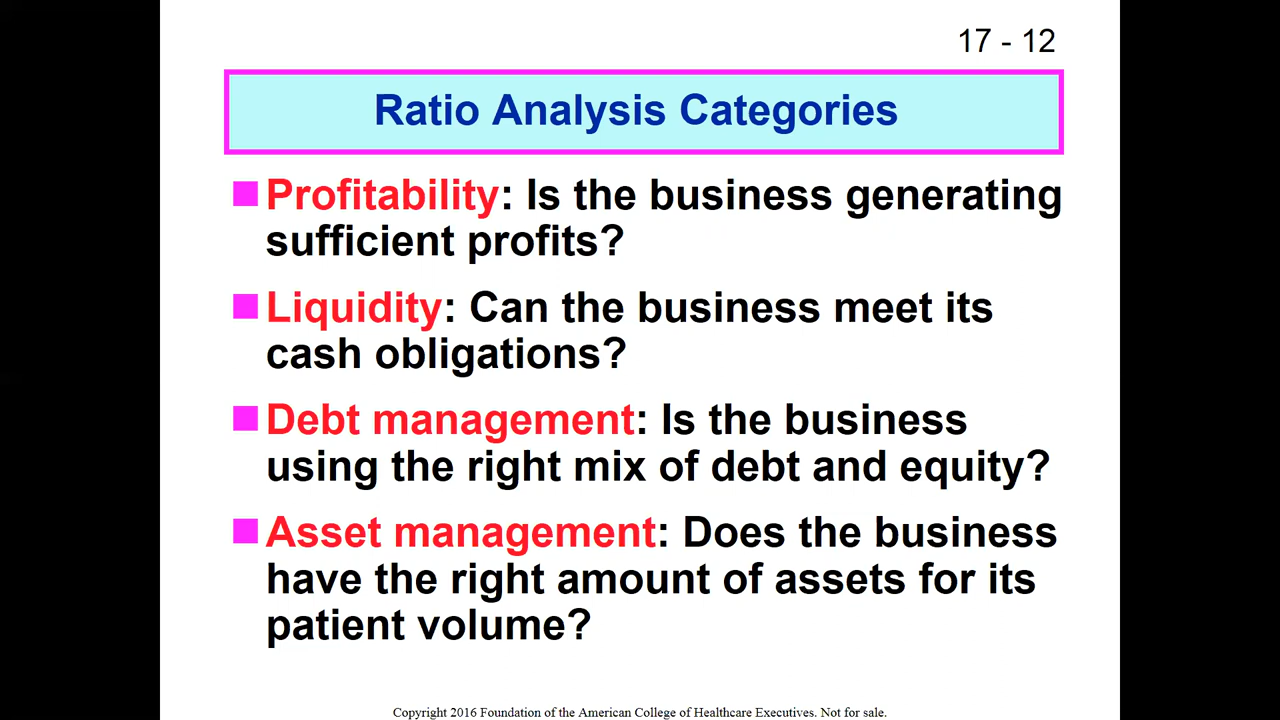 17 - 12
Ratio Analysis Categories
Profitability: Is the business generating
sufficient profits?
Liquidity: Can the business meet its
cash obligations?
Debt management: Is the business
using the right mix of debt and equity?
Asset management: Does the business
have the right amount of assets for its
patient volume?
Copyright 2016 Foundation of the American College of Healthcare Executives. Not for sale.